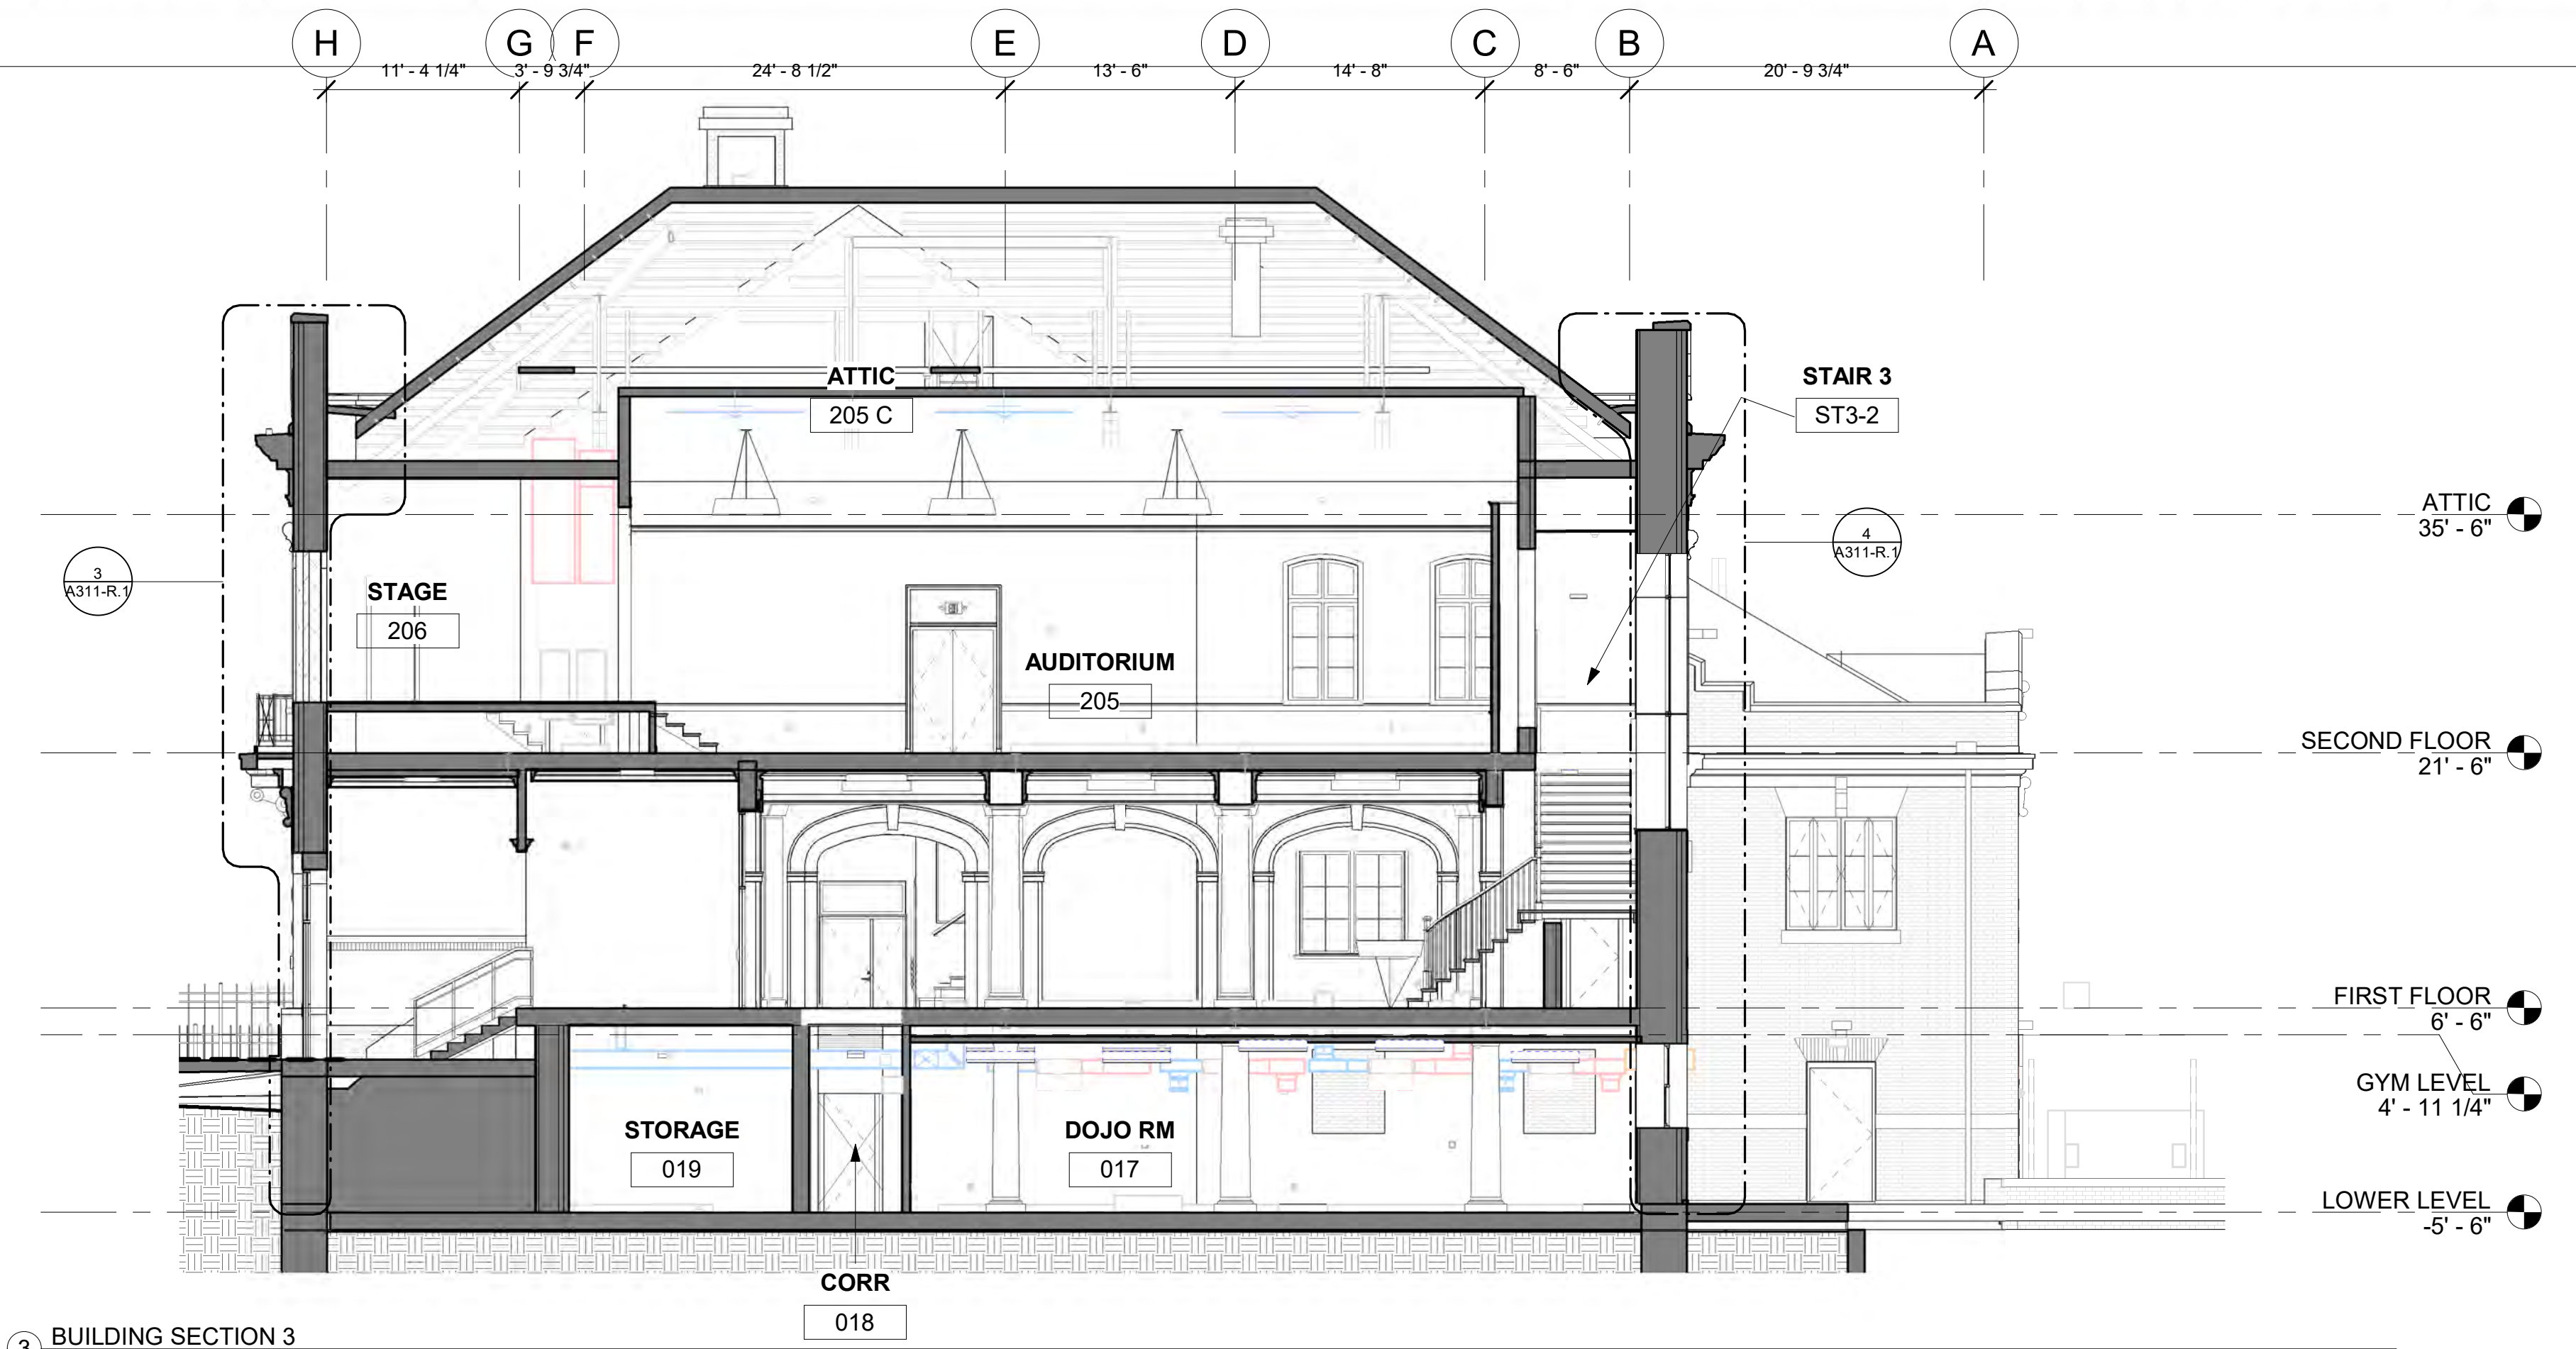 H
G
F
E
D
C
B
A
11' - 4 1/4"
3' - 9 3/4"
24' - 8 1/2"
13' - 6"
14' - 8"
8' - 6"
20' - 9 3/4"
ATTIC
205 C
STAIR 3
ST3-2
ATTIC
35' - 6"
3
A311-R.1
4
A311-R.1
STAGE
206
AUDITORIUM
205
SECOND FLOOR
21' - 6"
FIRST FLOOR
6' - 6"
GYM LEVEL
4' - 11 1/4"
STORAGE
019
DOJO RM
017
LOWER LEVEL
-5' - 6"
CORR
018
3
BUILDING SECTION 3